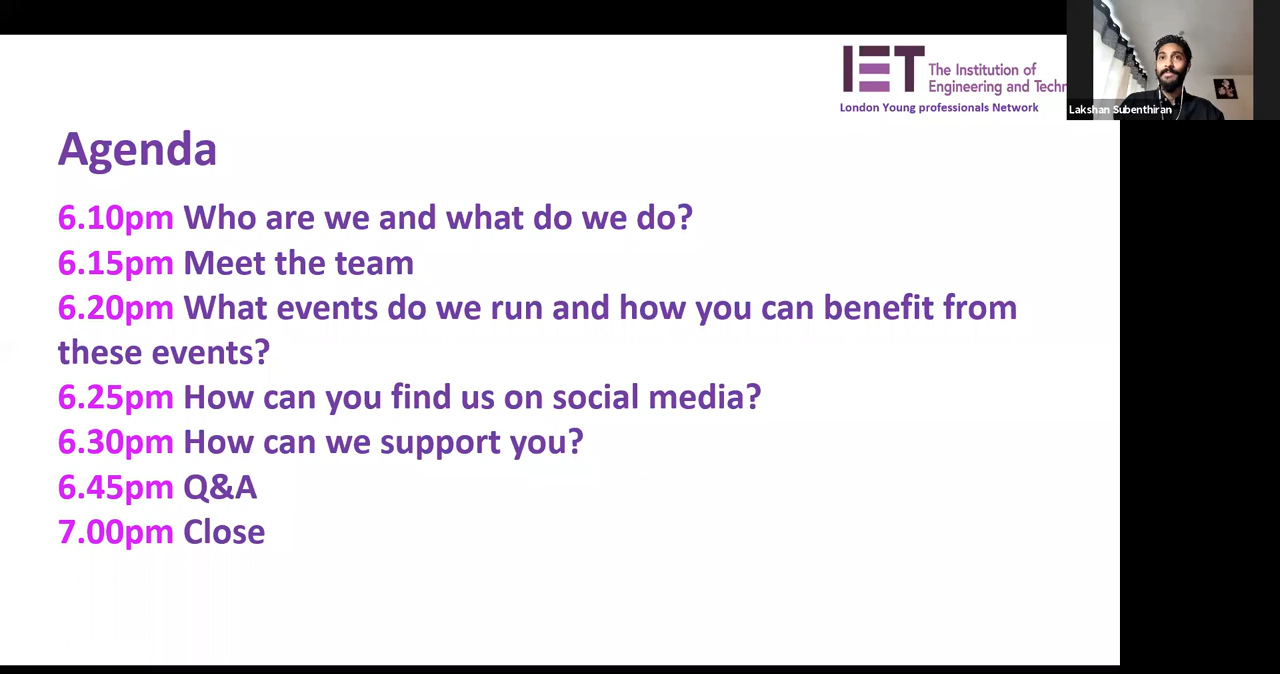 IET The Institution of
Engineering and Techn
London Young professionals Network
Lakshan Subenthiran
Agenda
6.10pm Who are we and what do we do?
6.15pm Meet the team
6.20pm What events do we run and how you can benefit from
these events?
6.25pm How can you find us on social media?
6.30pm How can we support you?
6.45pm Q&A
7.00pm Close